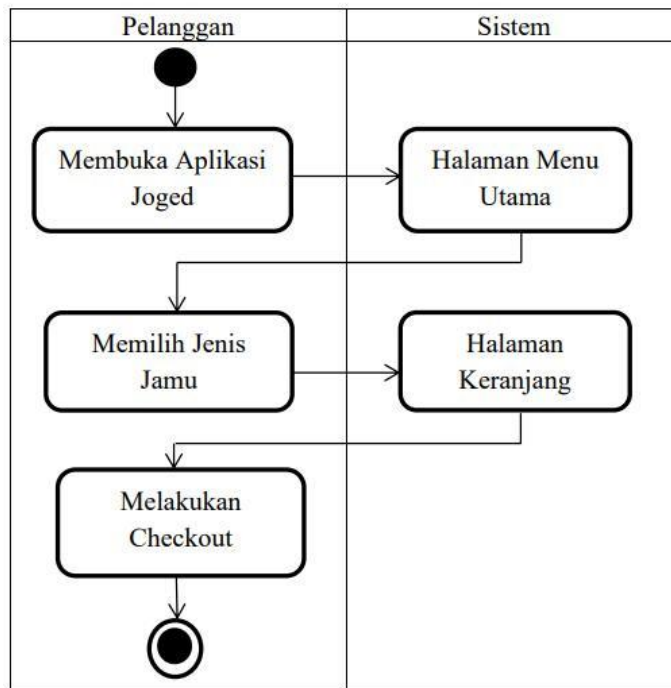 Pelanggan
Sistem
Membuka Aplikasi
Joged
Halaman Menu
Utama
Memilih Jenis
Jamu
Halaman
Keranjang
Melakukan
Checkout